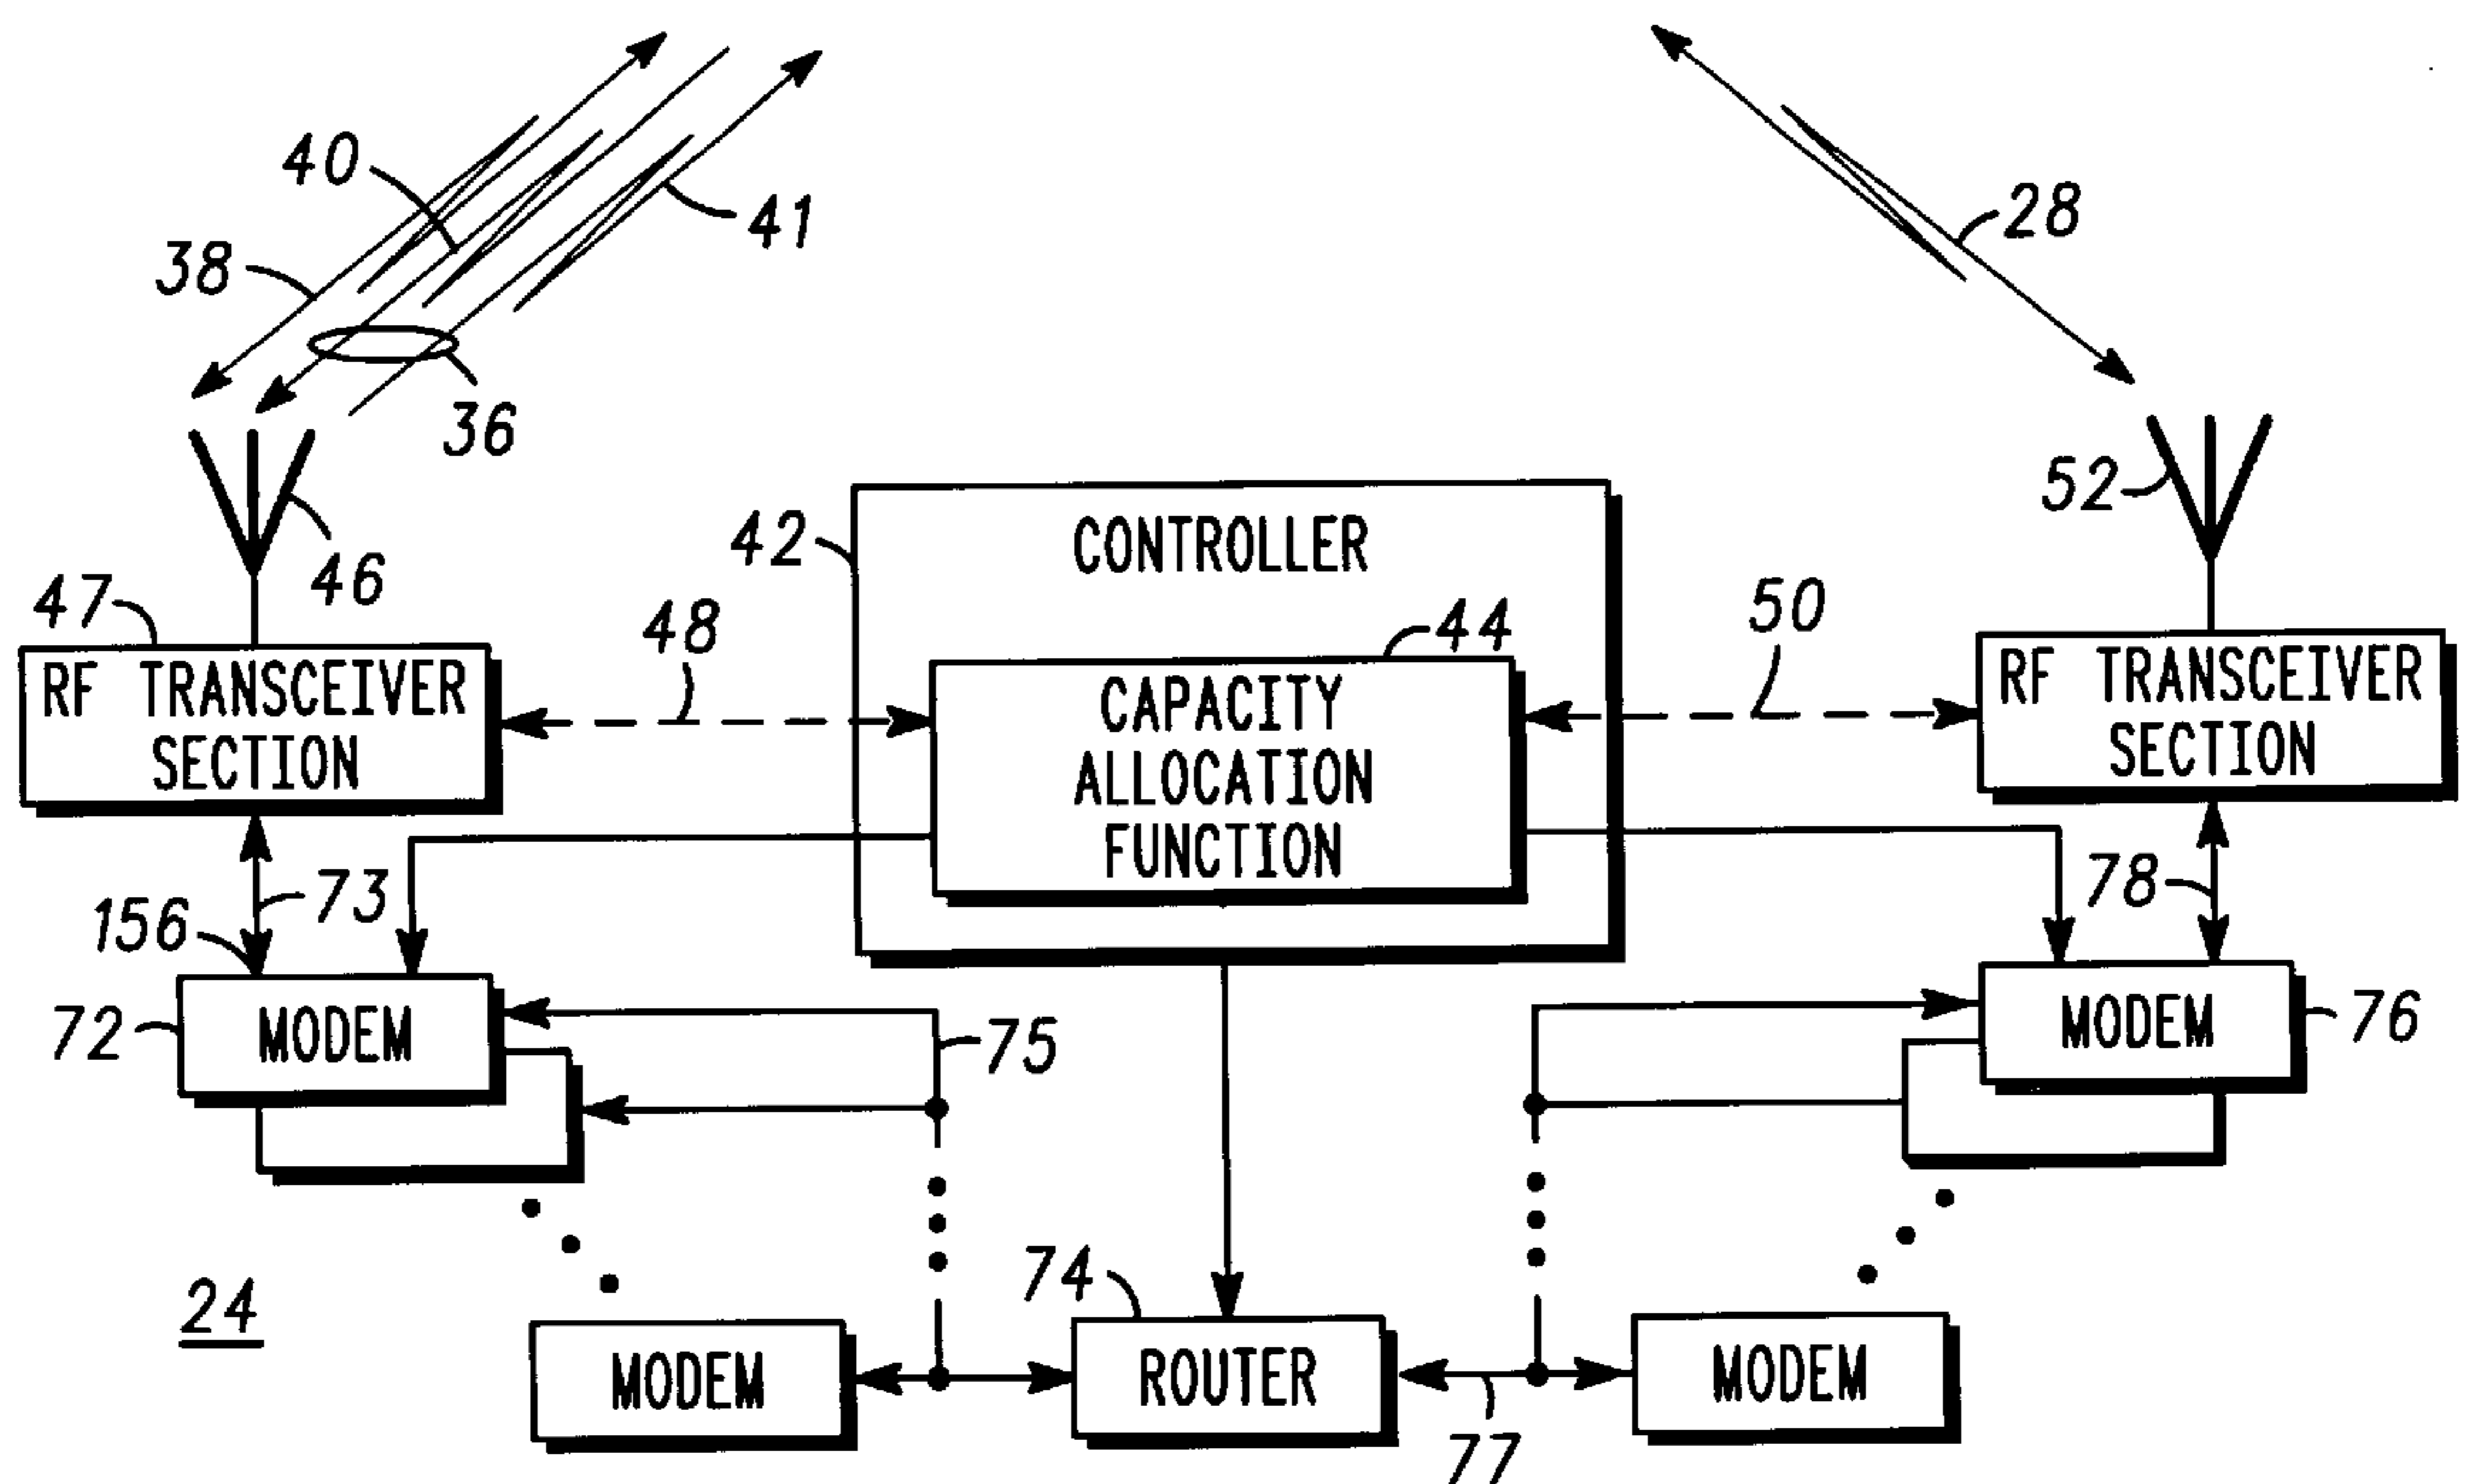 40
41
28
38
36
46
52
42
CONTROLLER
47
48
44
50
RF TRANSCEIVER
SECTION
CAPACITY
ALLOCATION
FUNCTION
RF TRANSCEIVER
SECTION
73
78
156
72
MODEM
75
MODEM
76
24
74
MODEM
ROUTER
MODEM
77